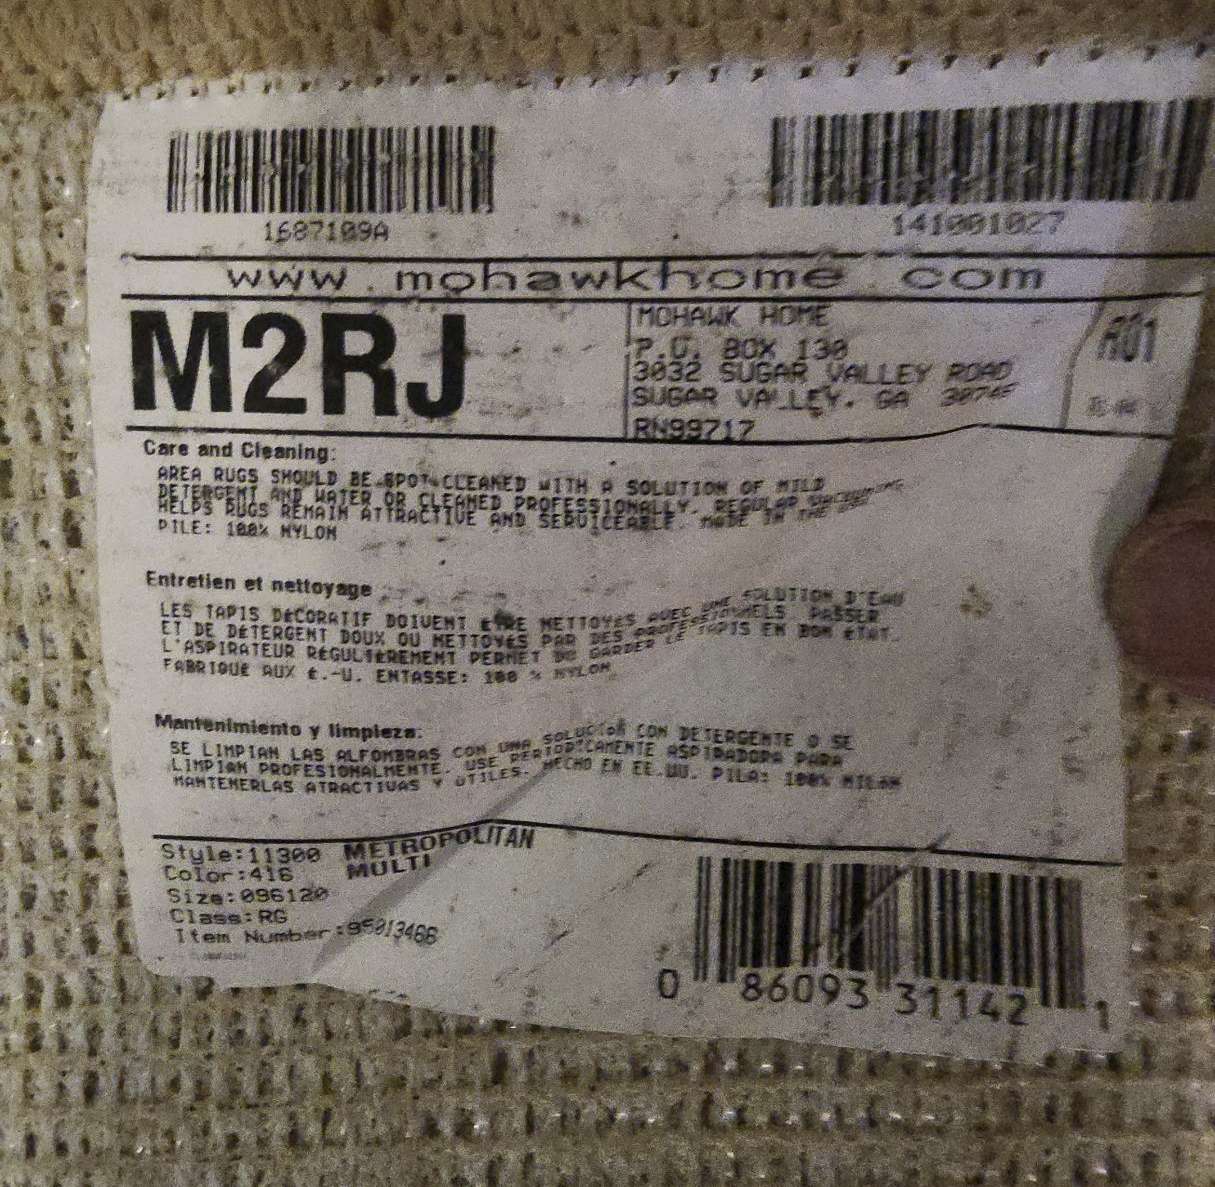 1687109A
141001027
www.mohawkhome.com
M2RJ
MOHAWK HOME
P.O. BOX 130
3032 SUGAR VALLEY ROAD
SUGAR VALLEY. GA 30746
RN99717
A01
Care and Cleaning:
AREA RUGS SHOULD BE SPOT-CLEANED WITH A SOLUTION OF MILD
DETERGENT AND WATER OR CLEANED PROFESSIONALLY. REGULAR VACUUMING
HELPS RUGS REMAIN ATTRACTIVE AND SERVICEABLE. MADE IN THE
PILE: 100% NYLON
Entretien et nettoyage
LES TAPIS DÉCORATIF DOIVENT ÊTRE NETTOYÉS AVEC UNE SOLUTION D'EAU
ET DE DÉTERGENT DOUX OU NETTOYÉS PAR DES PROFESSIONNELS. PASSER
L'ASPIRATEUR RÉGULIÈREMENT PERMET DE GARDER LE TAPIS EN BON ÉTAT.
FABRIQUÉ AUX É.-U. ENTASSE: 100 % NYLON
Mantenimiento y limpieza:
SE LIMPIAN LAS ALFOMBRAS CON UNA SOLUCIÓN CON DETERGENTE O SE
LIMPIAN PROFESIONALMENTE. USE PERIODICAMENTE ASPIRADORA PARA
MANTENERLAS ATRACTIVAS Y UTILES. HECHO EN EE.UU. PILA: 100% NILON
Style:11300 METROPOLITAN
Color:416 MULTI
Size:096120
Class:RG
Item Number:95013466
0 86093 31142 1